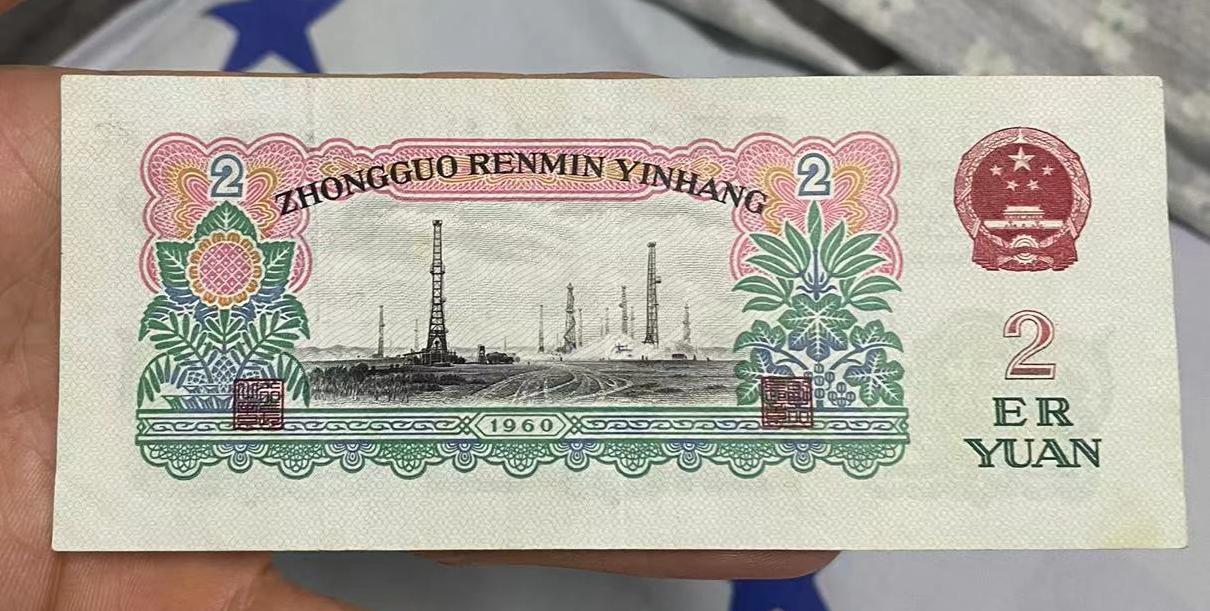 2
ZHONGGUO RENMIN YINHANG
2
1960
2
ER
YUAN